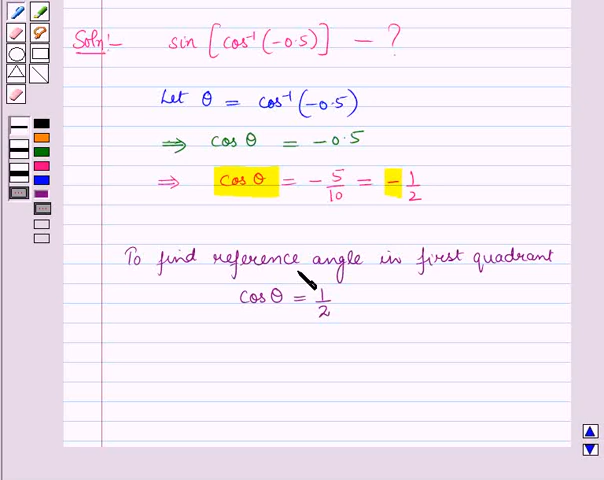 Soln:- sin [cos⁻¹ (-0.5)] - ?
Let θ = cos⁻¹ (-0.5)
⇒ cos θ = -0.5
⇒ cos θ = - 5/10 = - 1/2
To find reference angle in first quadrant
cos θ = 1/2